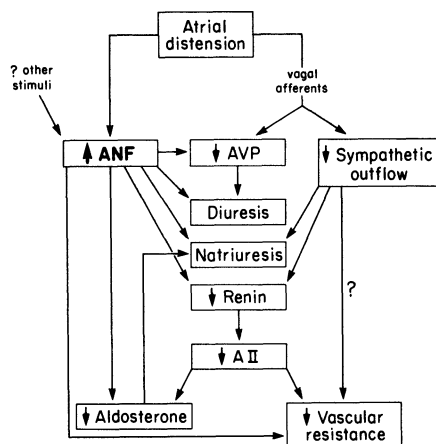 Atrial
distension
? other
stimuli
vagal
afferents
↑ ANF
↓ AVP
↓ Sympathetic
outflow
Diuresis
Natriuresis
↓ Renin
?
↓ A II
↓ Aldosterone
↓ Vascular
resistance